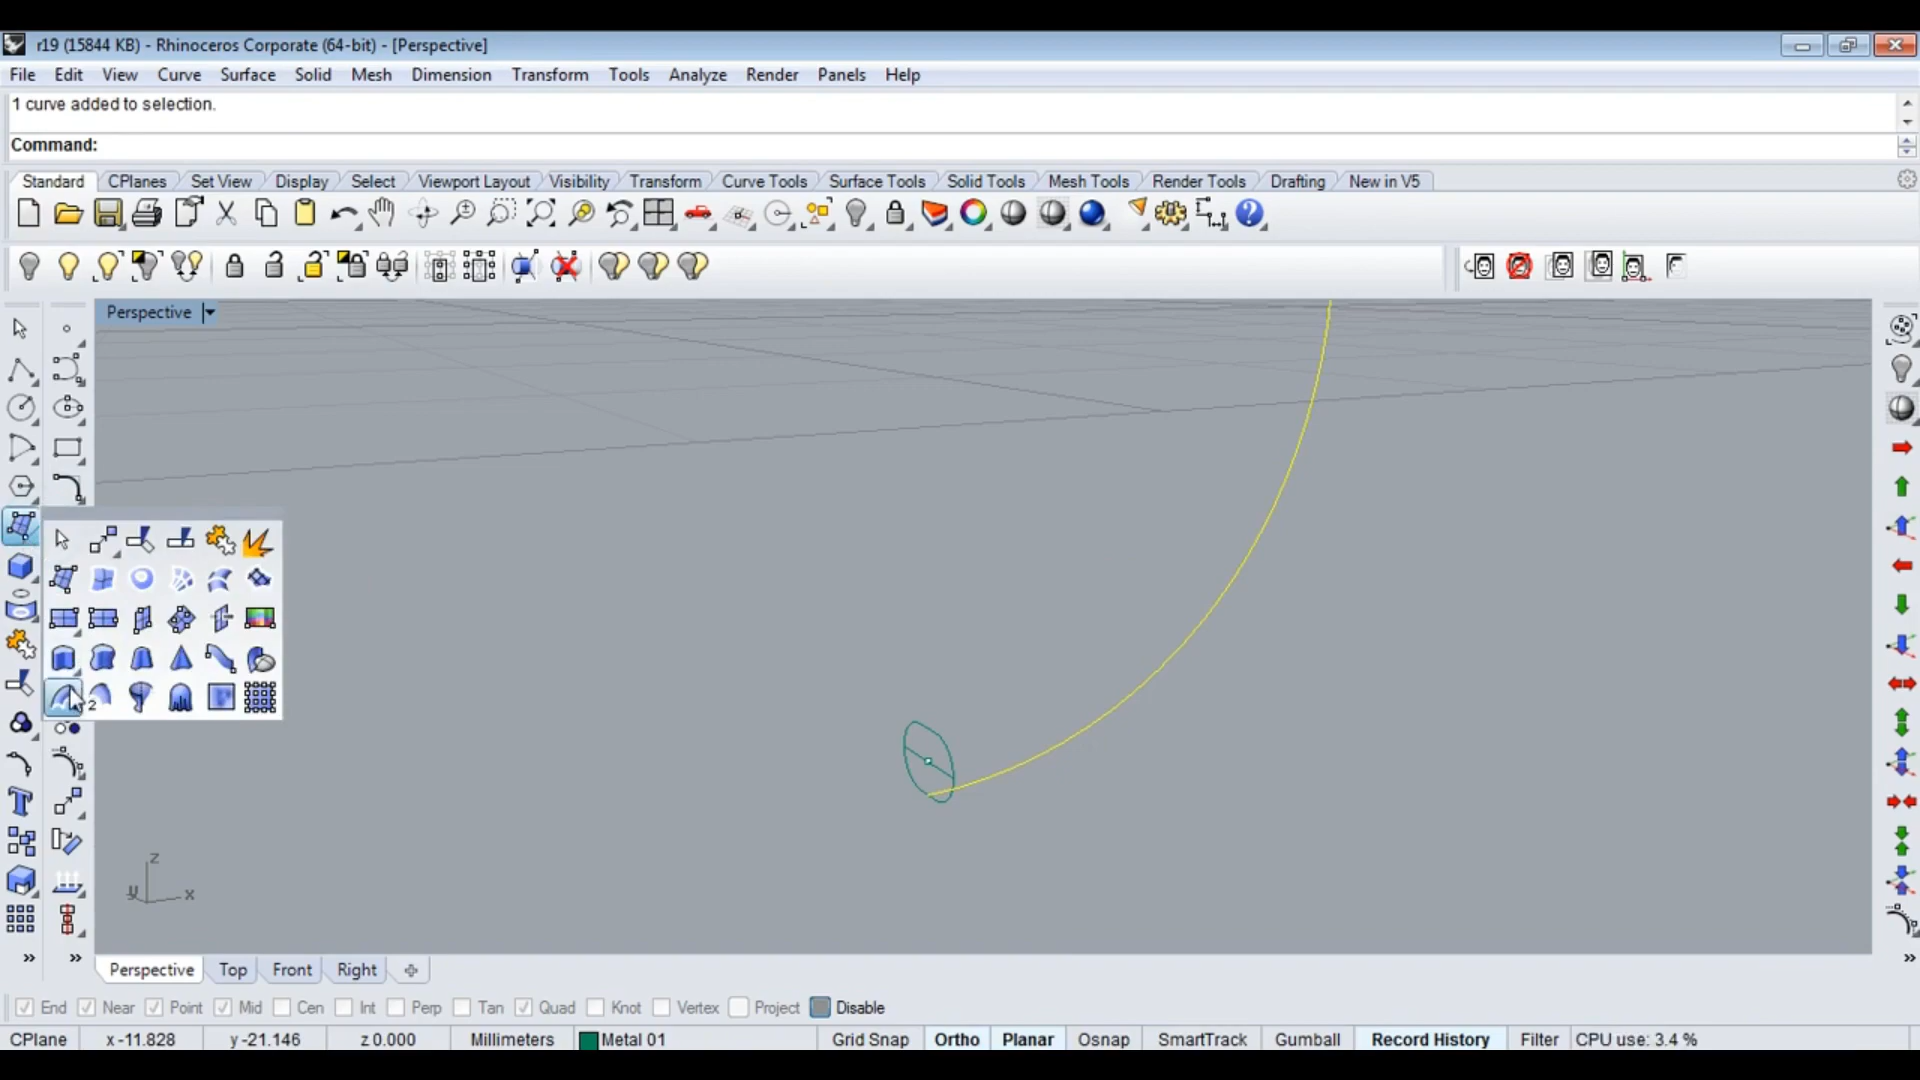 r19 (15844 KB) - Rhinoceros Corporate (64-bit) - [Perspective]
File Edit View Curve Surface Solid Mesh Dimension Transform Tools Analyze Render Panels Help
1 curve added to selection.
Command:
Standard CPlanes Set View Display Select Viewport Layout Visibility Transform Curve Tools Surface Tools Solid Tools Mesh Tools Render Tools Drafting New in V5
Perspective
2
z
y x
Perspective Top Front Right
End Near Point Mid Cen Int Perp Tan Quad Knot Vertex Project Disable
CPlane x -11.828 y -21.146 z 0.000 Millimeters Metal 01 Grid Snap Ortho Planar Osnap SmartTrack Gumball Record History Filter CPU use: 3.4 %